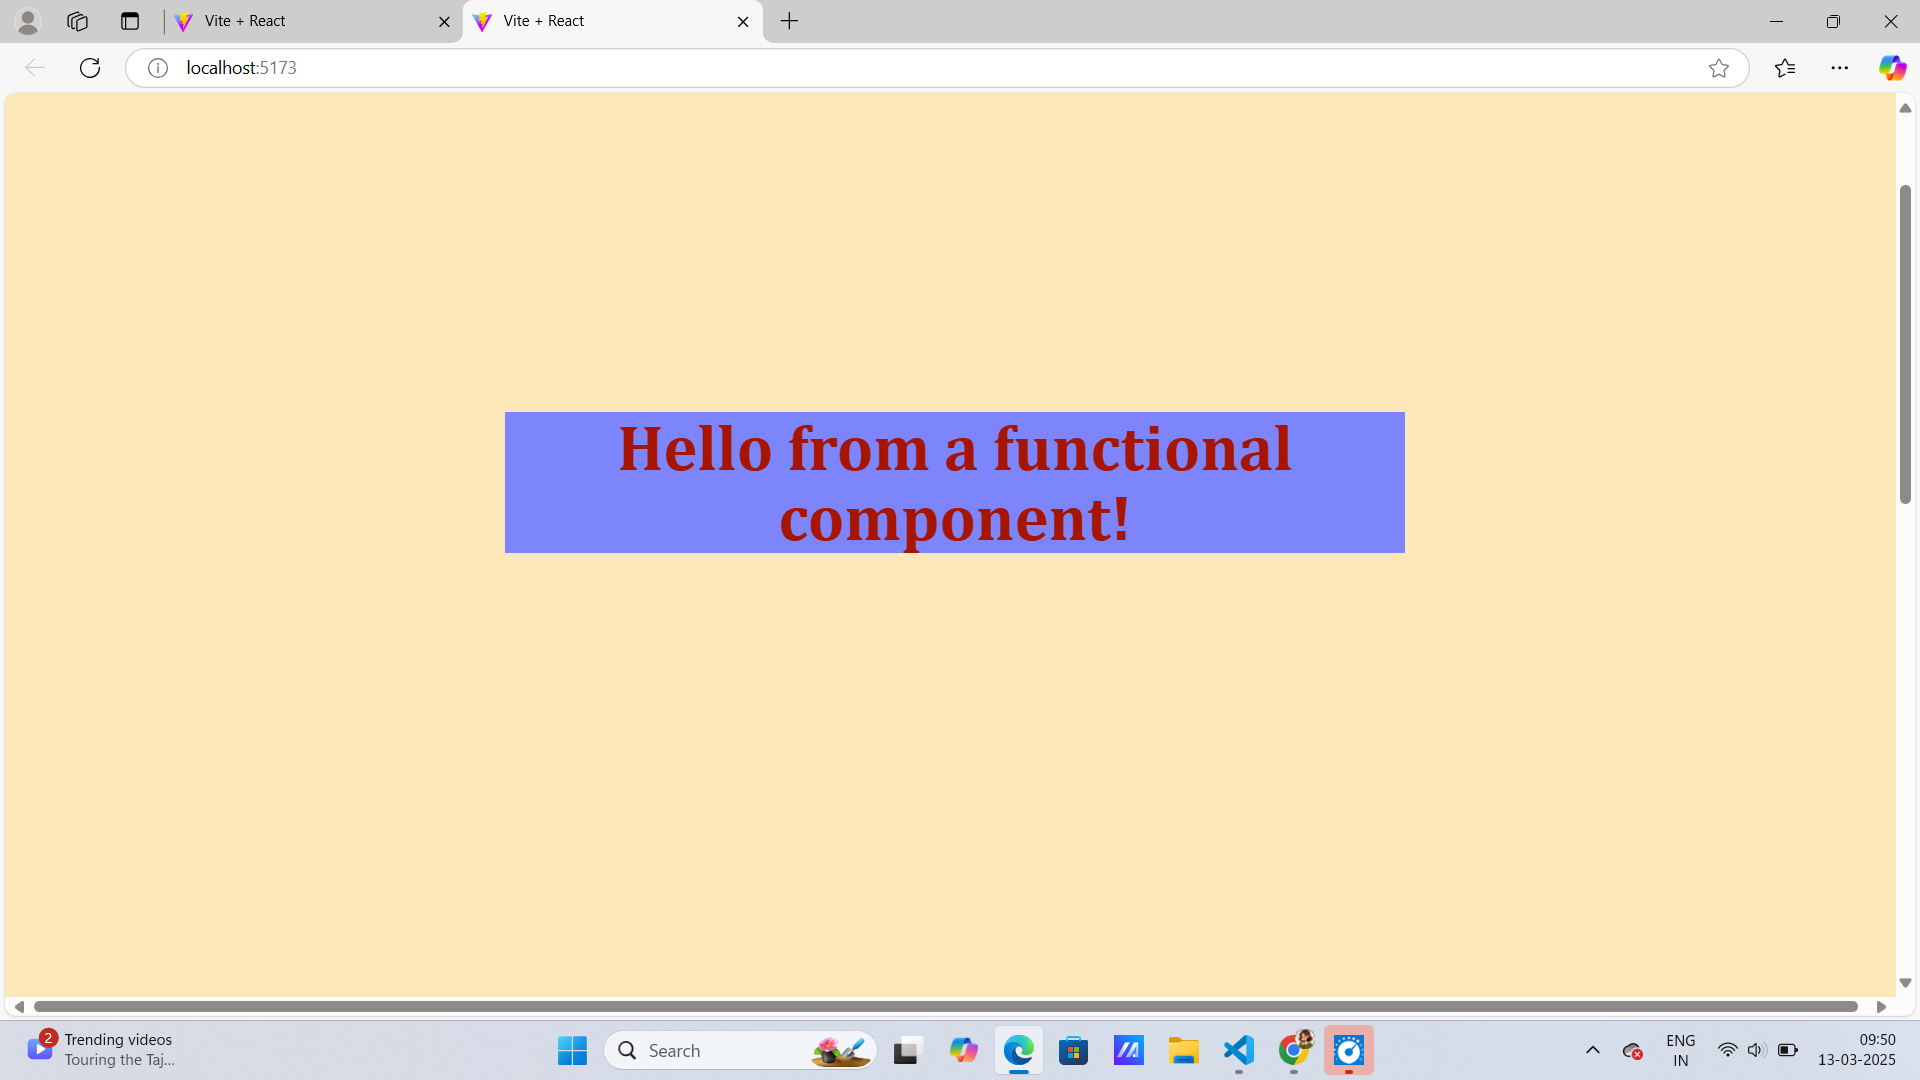 Vite + React
Vite + React
localhost:5173
Hello from a functional
component!
2
Trending videos
Touring the Taj...
Search
ENG
IN
09:50
13-03-2025